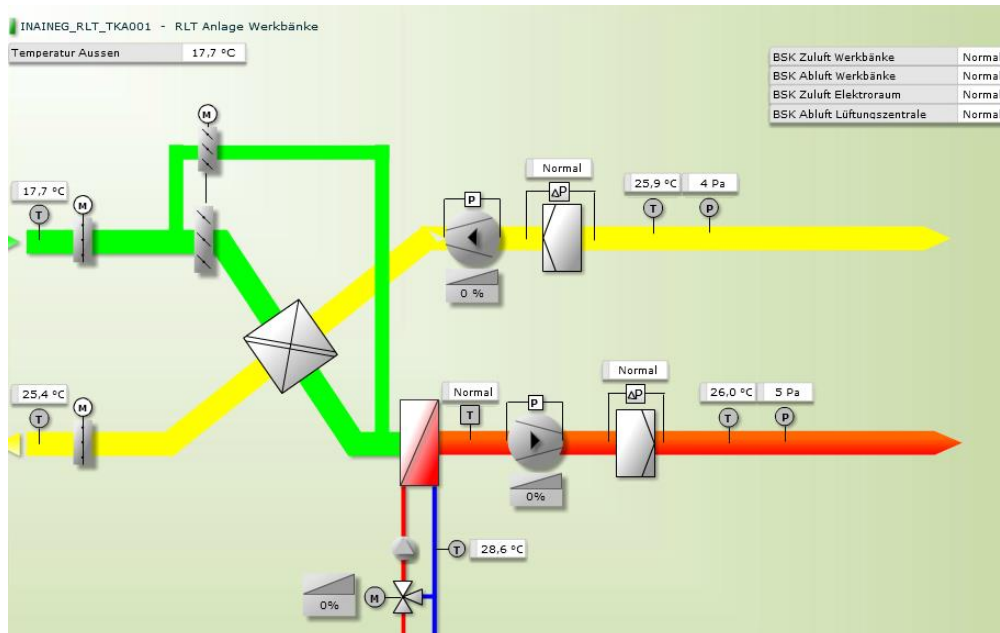 INAINEG_RLT_TKA001 - RLT Anlage Werkbänke
Temperatur Aussen 17,7 °C
BSK Zuluft Werkbänke Normal
BSK Abluft Werkbänke Normal
BSK Zuluft Elektroraum Normal
BSK Abluft Lüftungszentrale Normal
M
Normal
25,9 °C 4 Pa
17,7 °C
M
P
ΔP
T
P
T
0 %
Normal
25,4 °C
Normal
26,0 °C 5 Pa
M
P
ΔP
T
T
T
P
0%
T 28,6 °C
0%
M